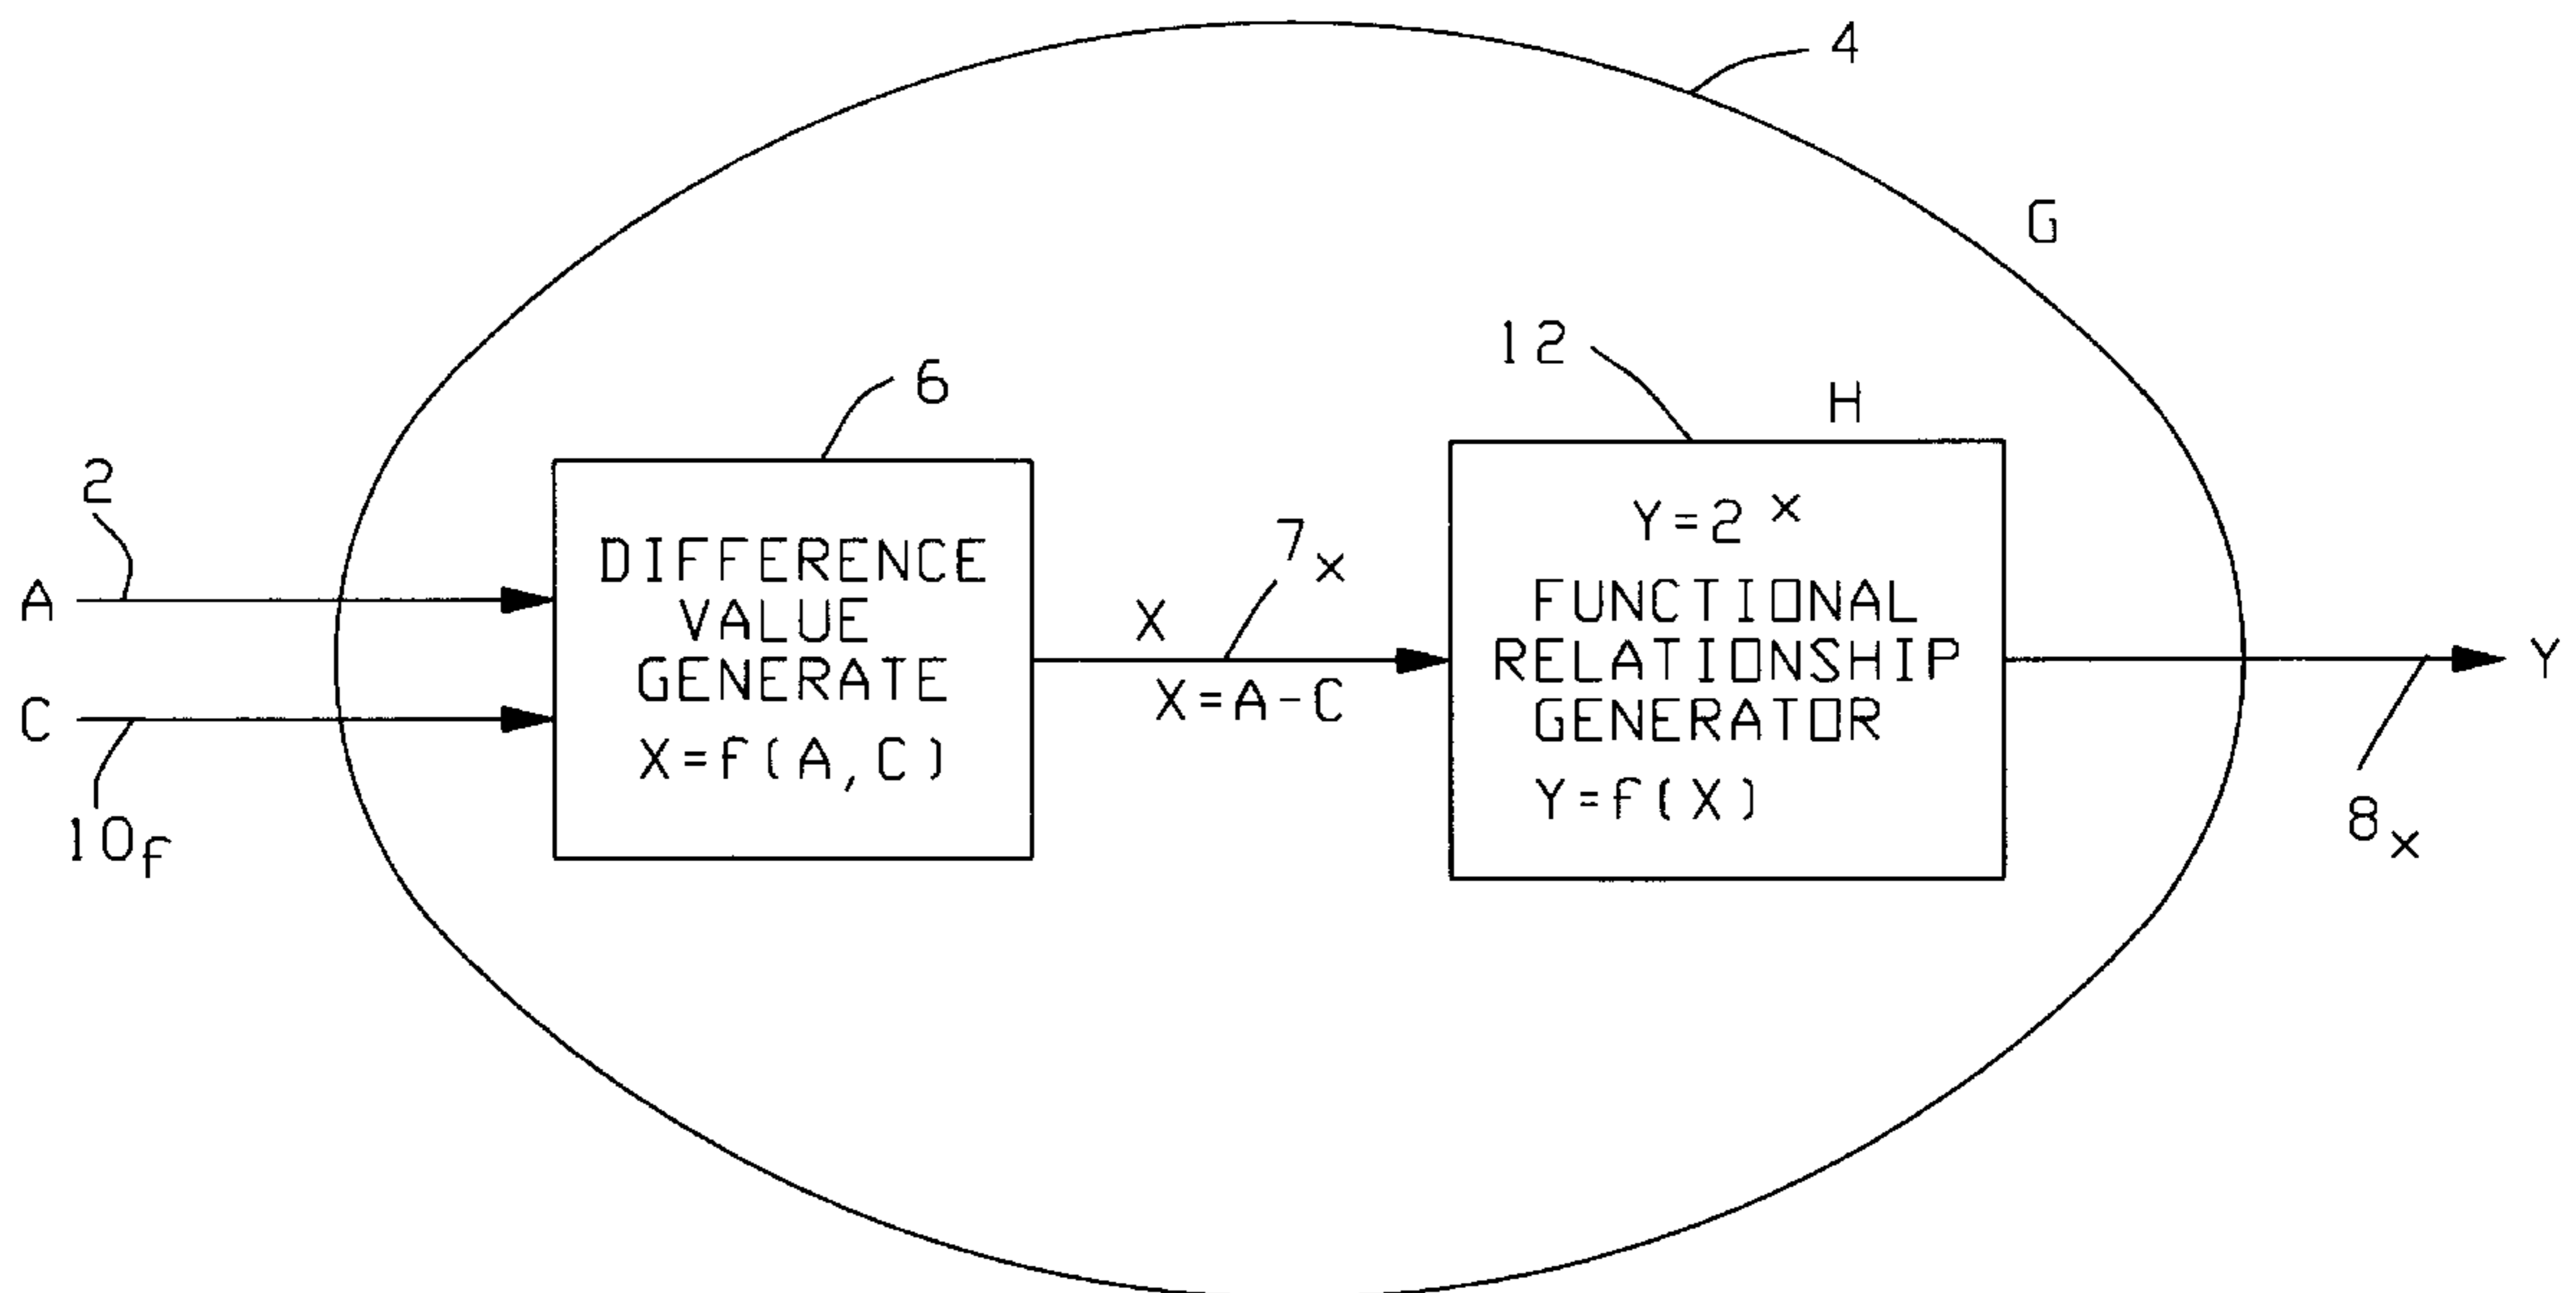 4
G
12
H
6
2
Y=2^x
DIFFERENCE
VALUE
GENERATE
X=f(A,C)
7x
FUNCTIONAL
RELATIONSHIP
GENERATOR
Y=f(X)
A
X
X=A-C
Y
C
10f
8x